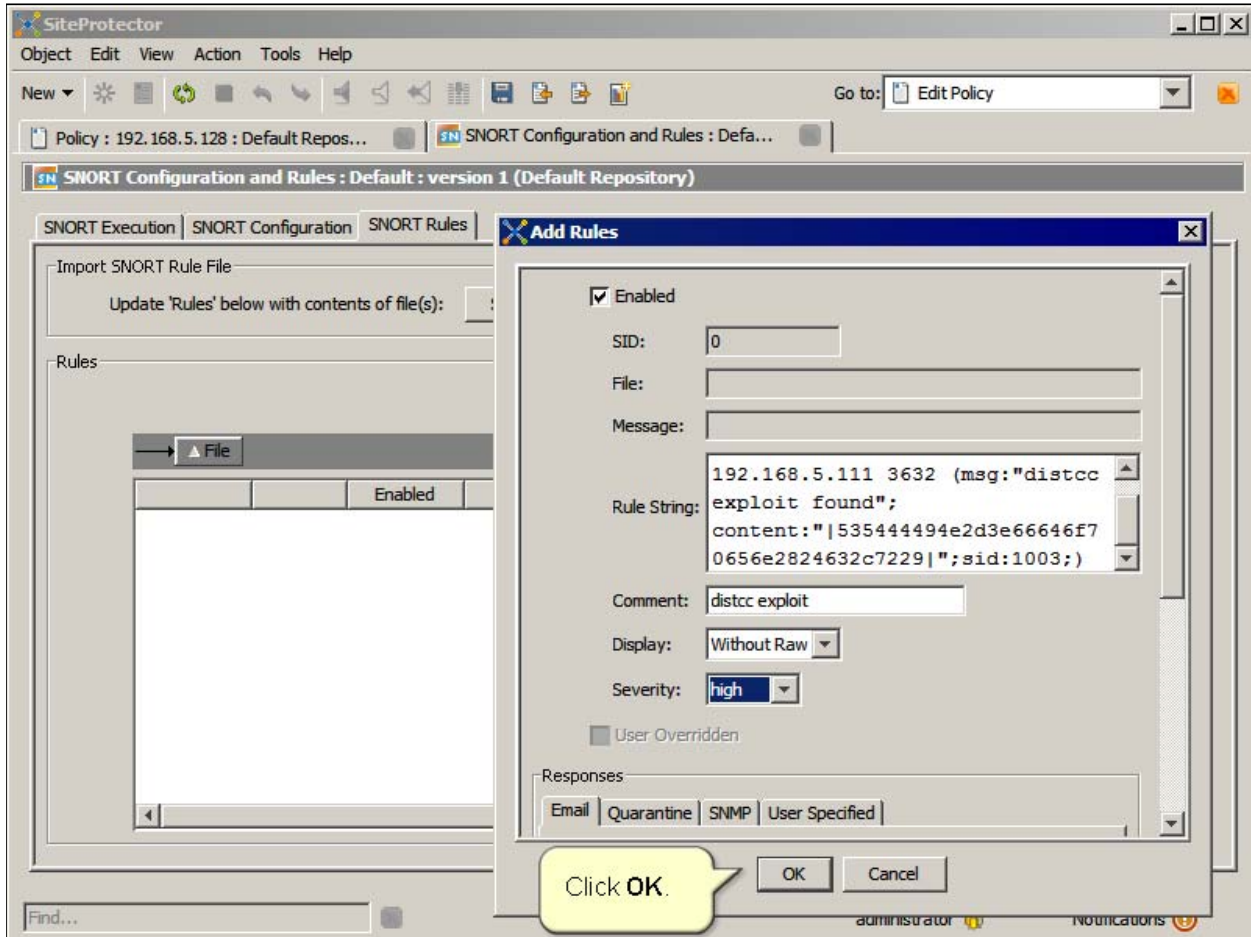 SiteProtector
Object Edit View Action Tools Help
New Go to: Edit Policy
Policy : 192.168.5.128 : Default Repos... SN SNORT Configuration and Rules : Defa...
SN SNORT Configuration and Rules : Default : version 1 (Default Repository)
SNORT Execution SNORT Configuration SNORT Rules
Import SNORT Rule File
Update 'Rules' below with contents of file(s):
Rules
File
Enabled
Add Rules
Enabled
SID: 0
File:
Message:
Rule String:
192.168.5.111 3632 (msg:"distcc
exploit found";
content:"|535444494e2d3e66646f7
0656e2824632c7229|";sid:1003;)
Comment: distcc exploit
Display: Without Raw
Severity: high
User Overridden
Responses
Email Quarantine SNMP User Specified
Click OK.
OK Cancel
Find...
administrator Notifications